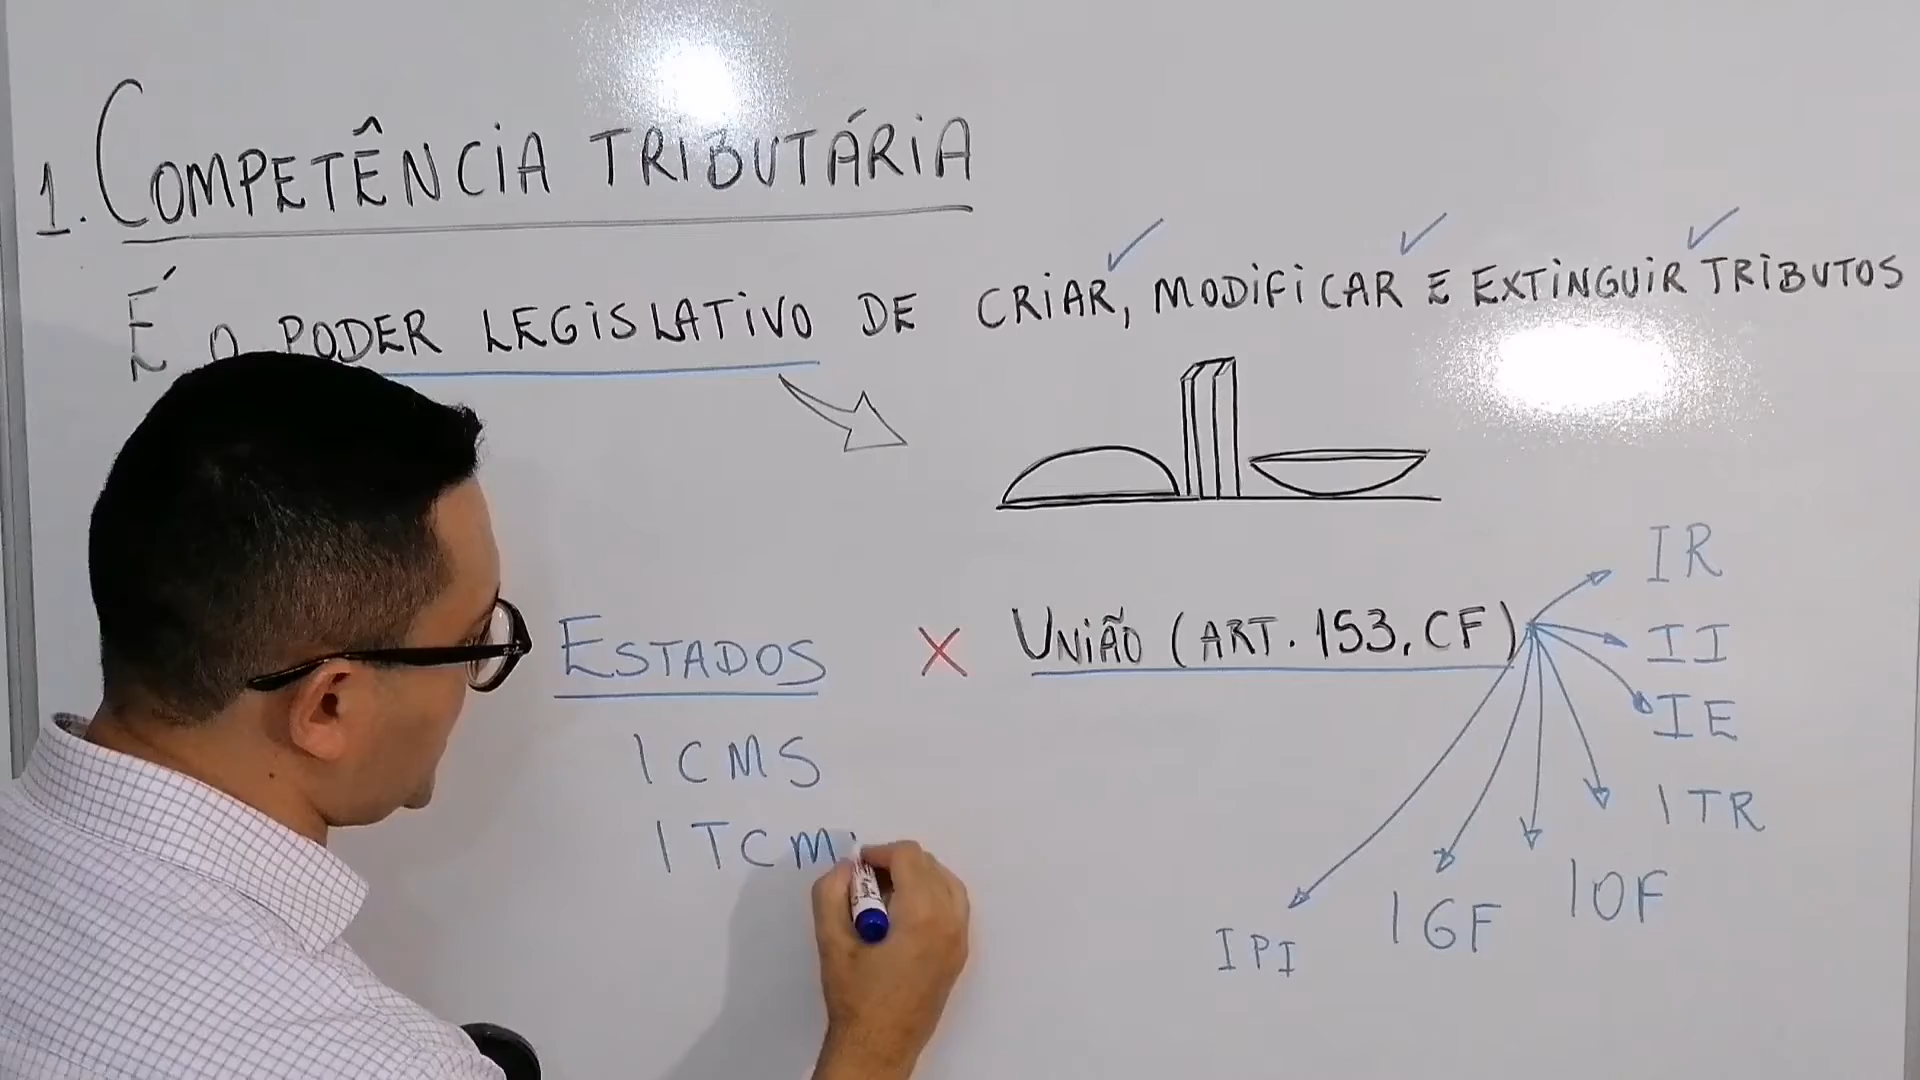 1. COMPETÊNCIA TRIBUTÁRIA
É O PODER LEGISLATIVO DE CRIAR, MODIFICAR E EXTINGUIR TRIBUTOS
ESTADOS X UNIÃO (ART. 153, CF)
ICMS
ITCM
IR
II
IE
ITR
IOF
IGF
IPI